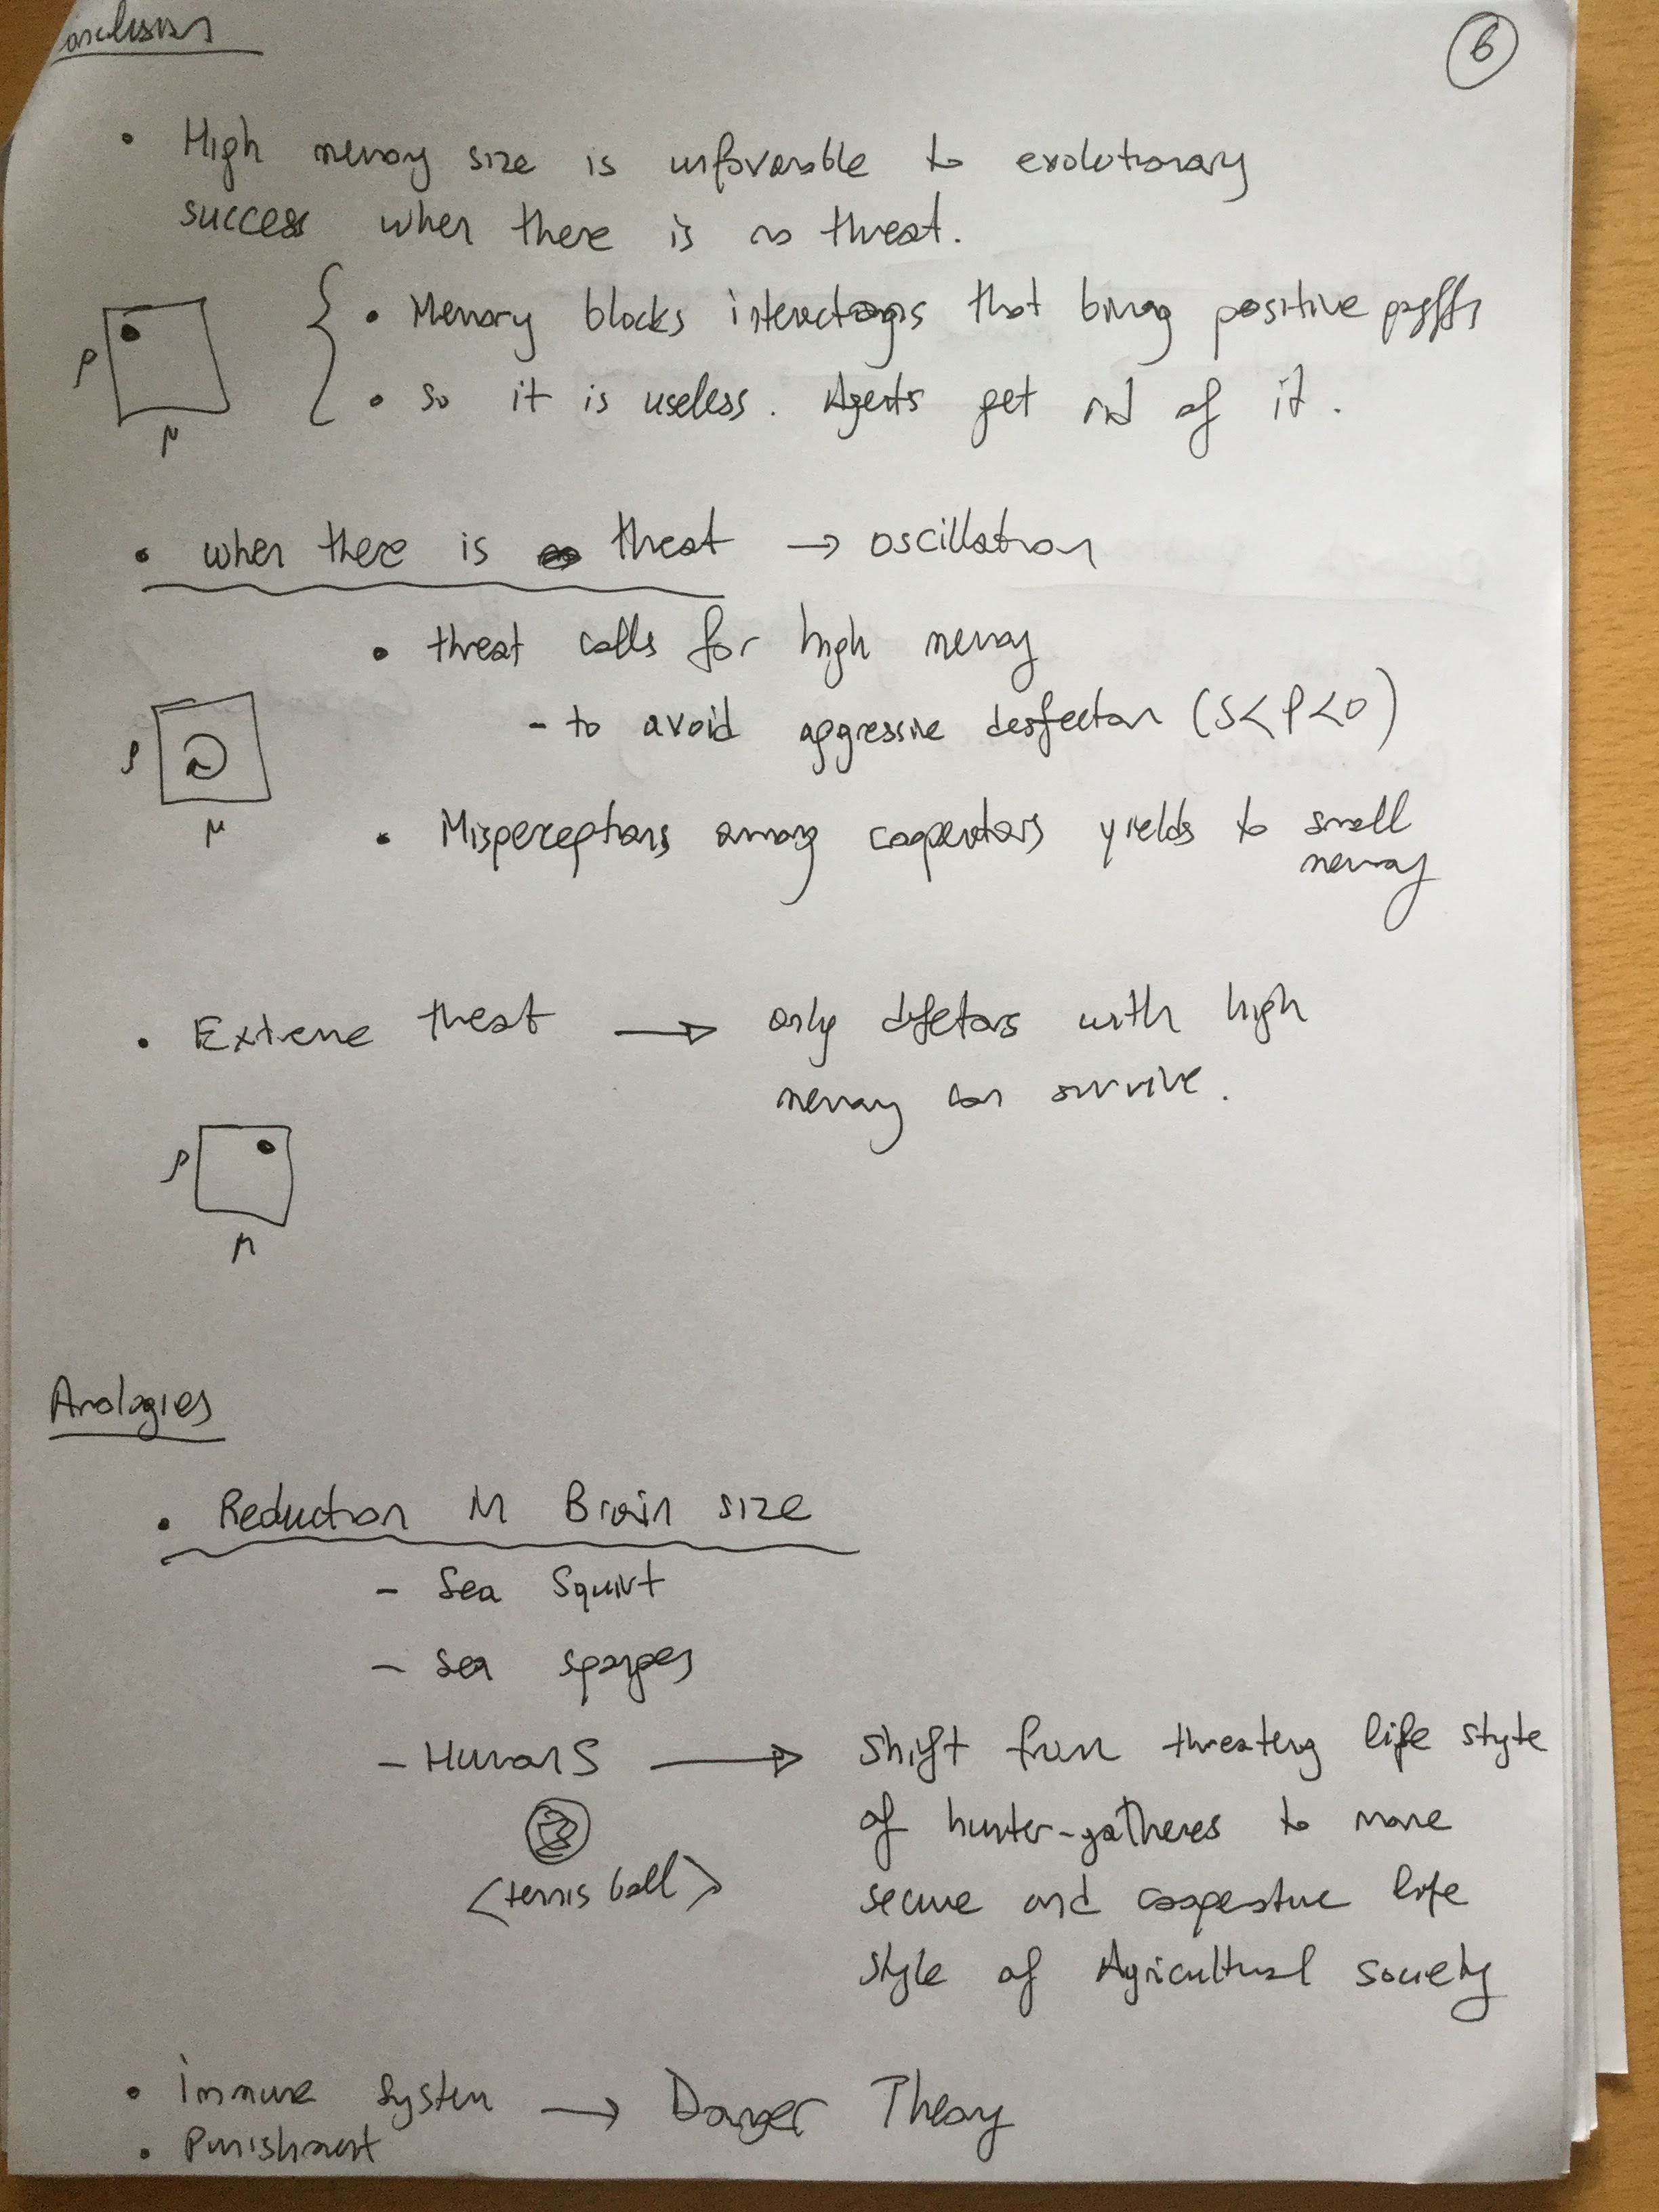 onclusion
6
• High memory size is unfavorable to evolutionary
success when there is no threat.
• Memory blocks interactions that bring positive payoffs
ρ
• So it is useless. Agents get rid of it.
μ
• when there is threat → oscillation
• threat calls for high memory
- to avoid aggressive desfection (S<P<0)
ρ
μ
• Misperceptions among cooperators yields to small
memory
• Extreme threat → only defetors with high
memory can survive.
ρ
μ
Anologies
• Reduction in Brain size
- Sea Squirt
- Sea sponges
- Humans → Shift from threatening life style
of hunter-gatheres to more
<tennis ball>
secure and cooperative life
style of Agricultural society
• immune system → Danger Theory
• Punishment